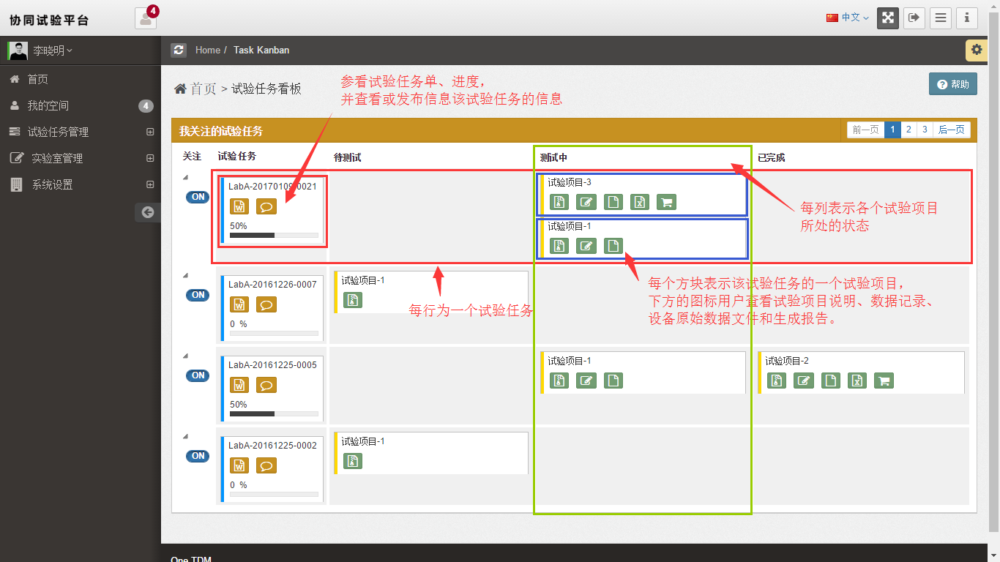 协同试验平台
4
中文
李晓明
Home / Task Kanban
首页
我的空间
4
试验任务管理
实验室管理
系统设置
首页 > 试验任务看板
帮助
参看试验任务单、进度，
并查看或发布信息该试验任务的信息
我关注的试验任务
前一页 1 2 3 后一页
关注 试验任务 待测试 测试中 已完成
ON
LabA-20170109-0021
50%
试验项目-3
试验项目-1
每列表示各个试验项目
所处的状态
ON
LabA-20161226-0007
0 %
试验项目-1
每行为一个试验任务
每个方块表示该试验任务的一个试验项目，
下方的图标用户查看试验项目说明、数据记录、
设备原始数据文件和生成报告。
ON
LabA-20161225-0005
50%
试验项目-1
试验项目-2
ON
LabA-20161225-0002
0 %
试验项目-1
One TDM